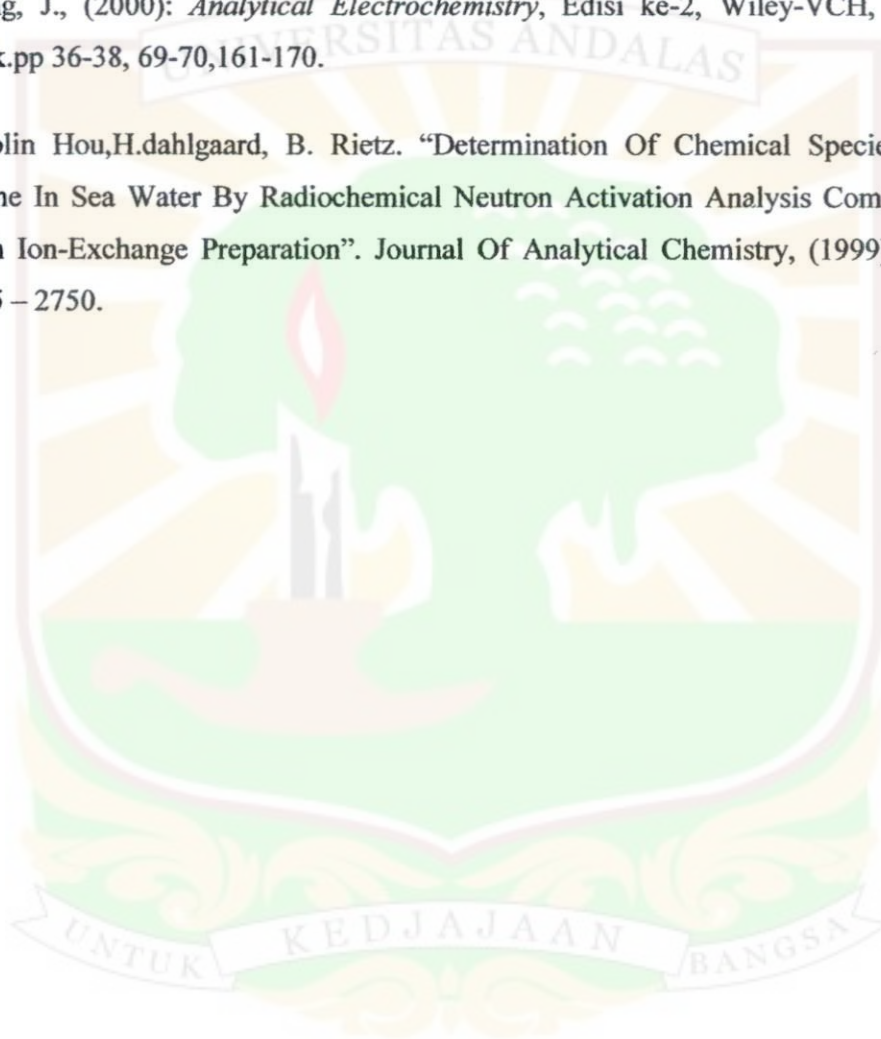 g, J., (2000): Analytical Electrochemistry, Edisi ke-2, Wiley-VCH,
k.pp 36-38, 69-70,161-170.
UNIVERSITAS ANDALAS
olin Hou,H.dahlgaard, B. Rietz. “Determination Of Chemical Specie
ne In Sea Water By Radiochemical Neutron Activation Analysis Com
n Ion-Exchange Preparation”. Journal Of Analytical Chemistry, (1999
5 – 2750.
UNTUK KEDJAJAAN BANGSA